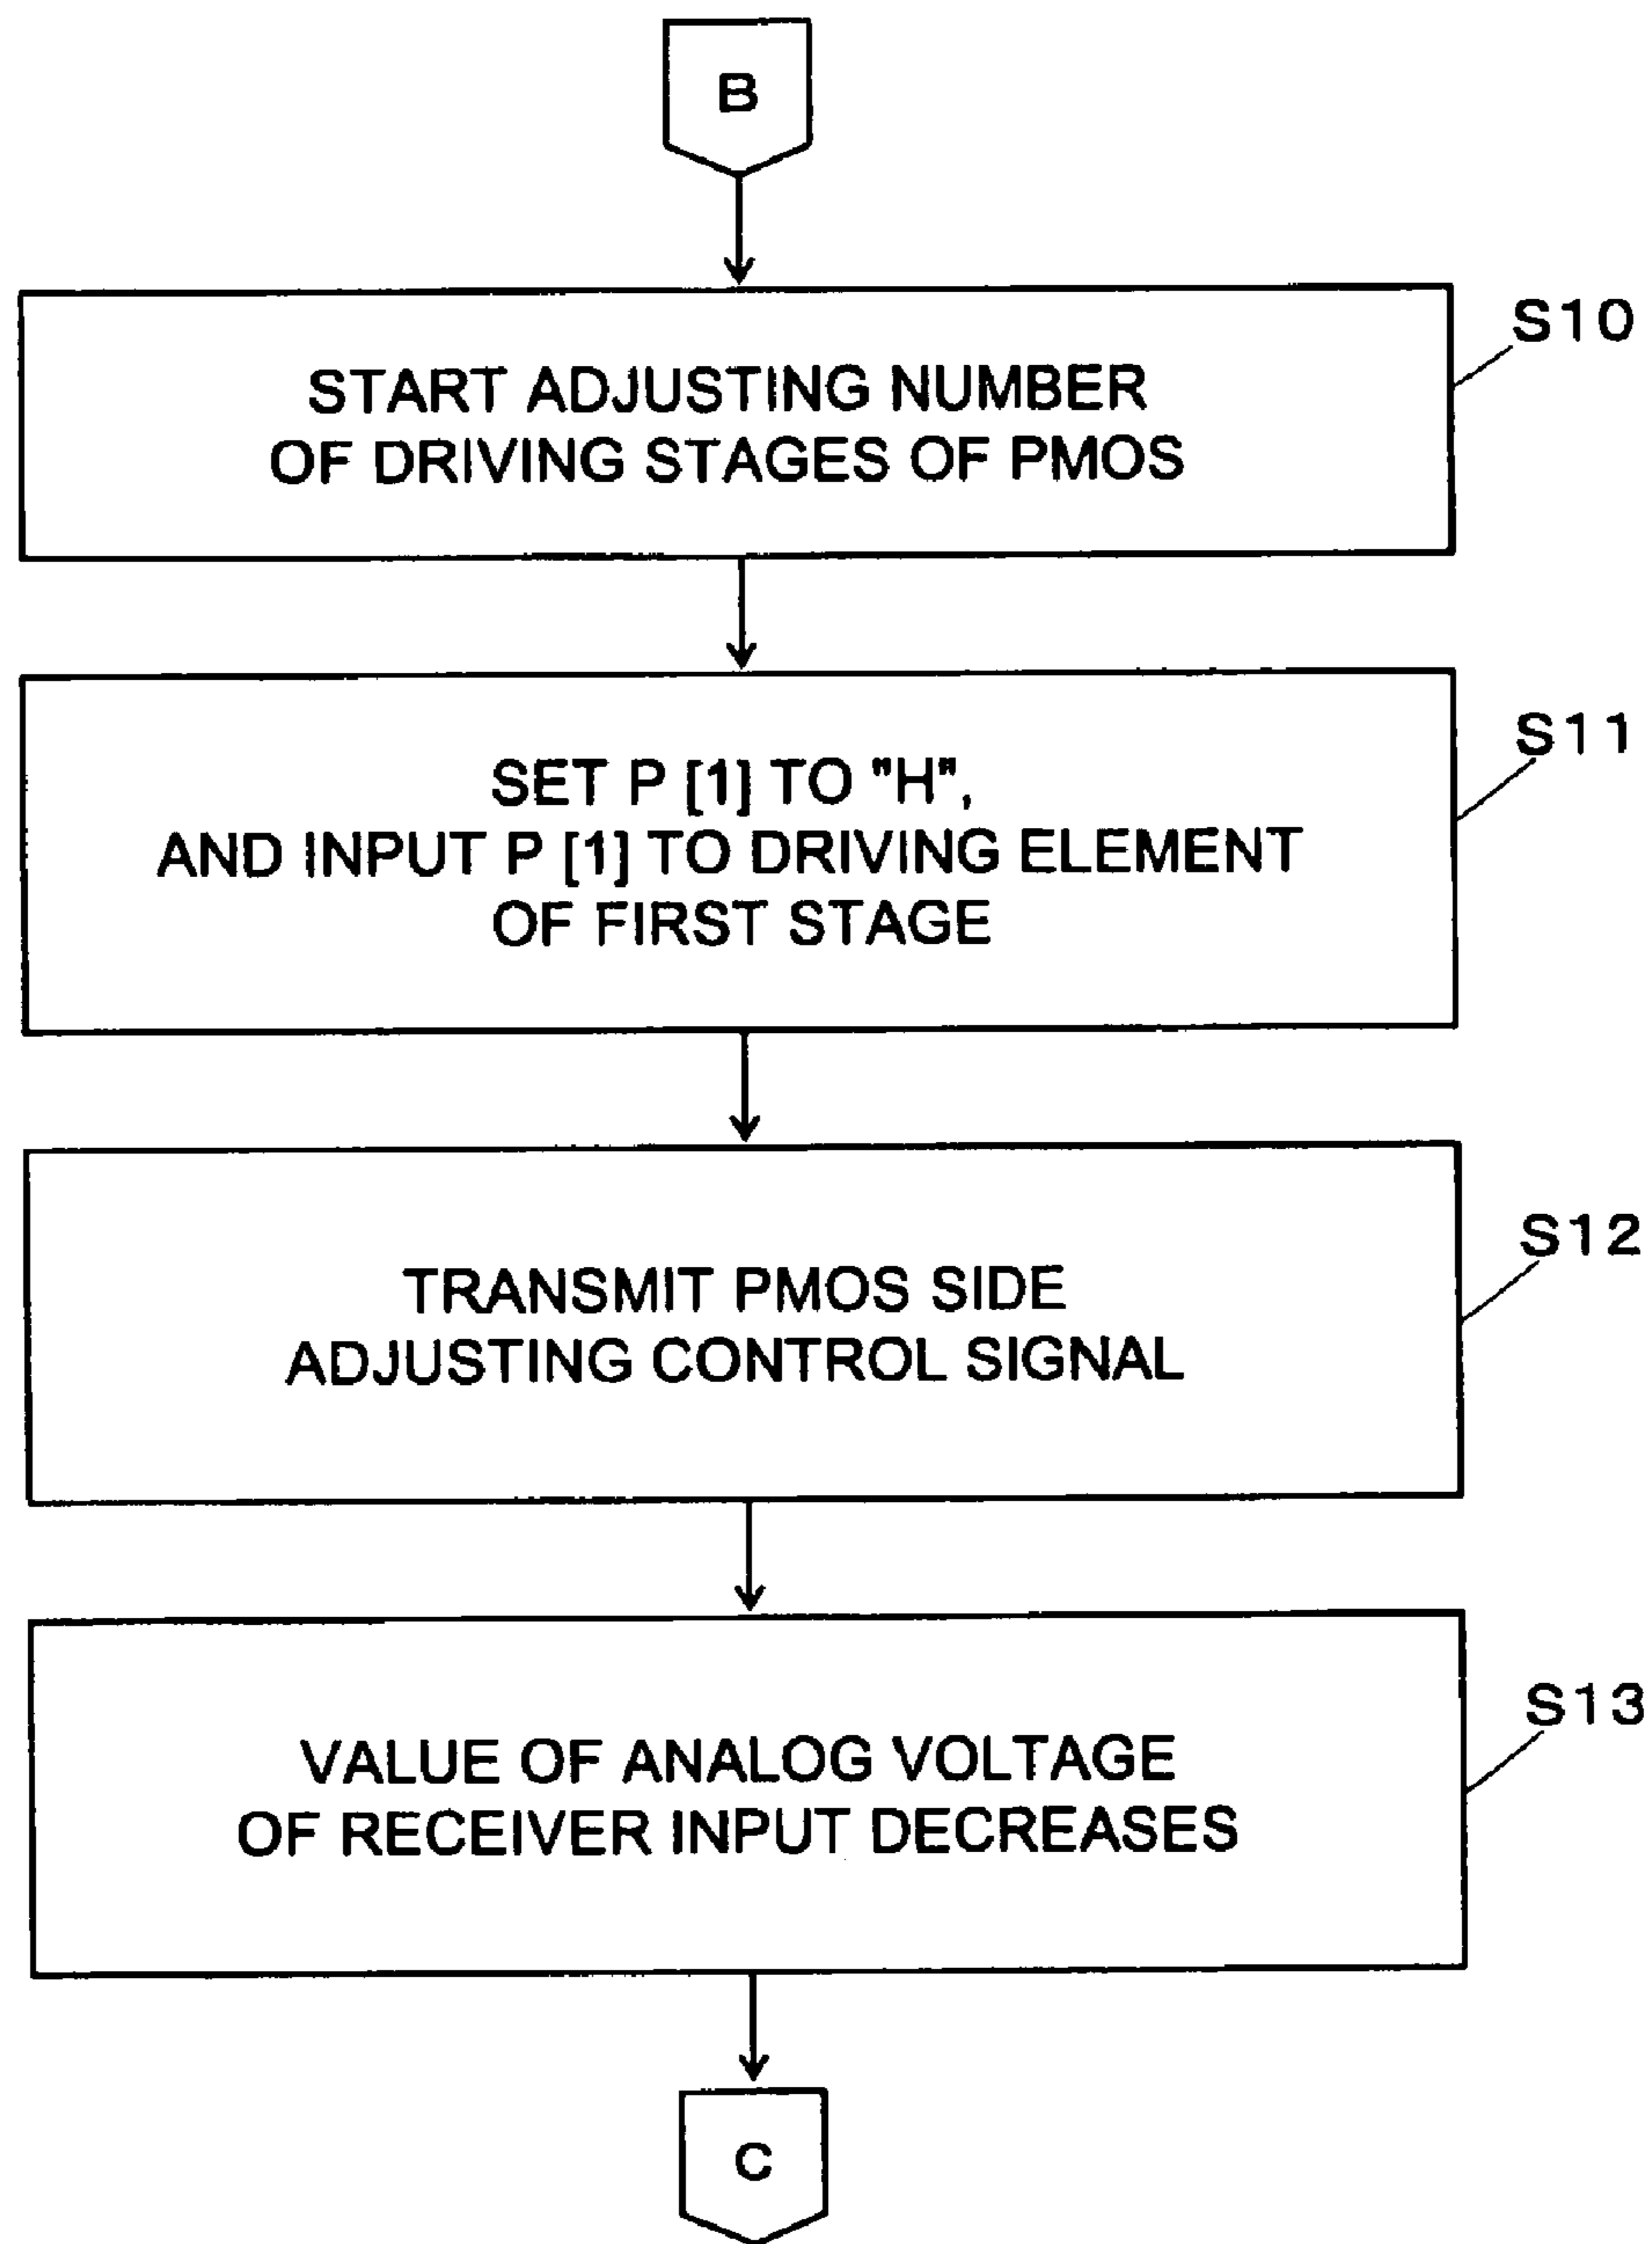 B
S10
START ADJUSTING NUMBER
OF DRIVING STAGES OF PMOS
S11
SET P [1] TO "H",
AND INPUT P [1] TO DRIVING ELEMENT
OF FIRST STAGE
S12
TRANSMIT PMOS SIDE
ADJUSTING CONTROL SIGNAL
S13
VALUE OF ANALOG VOLTAGE
OF RECEIVER INPUT DECREASES
C